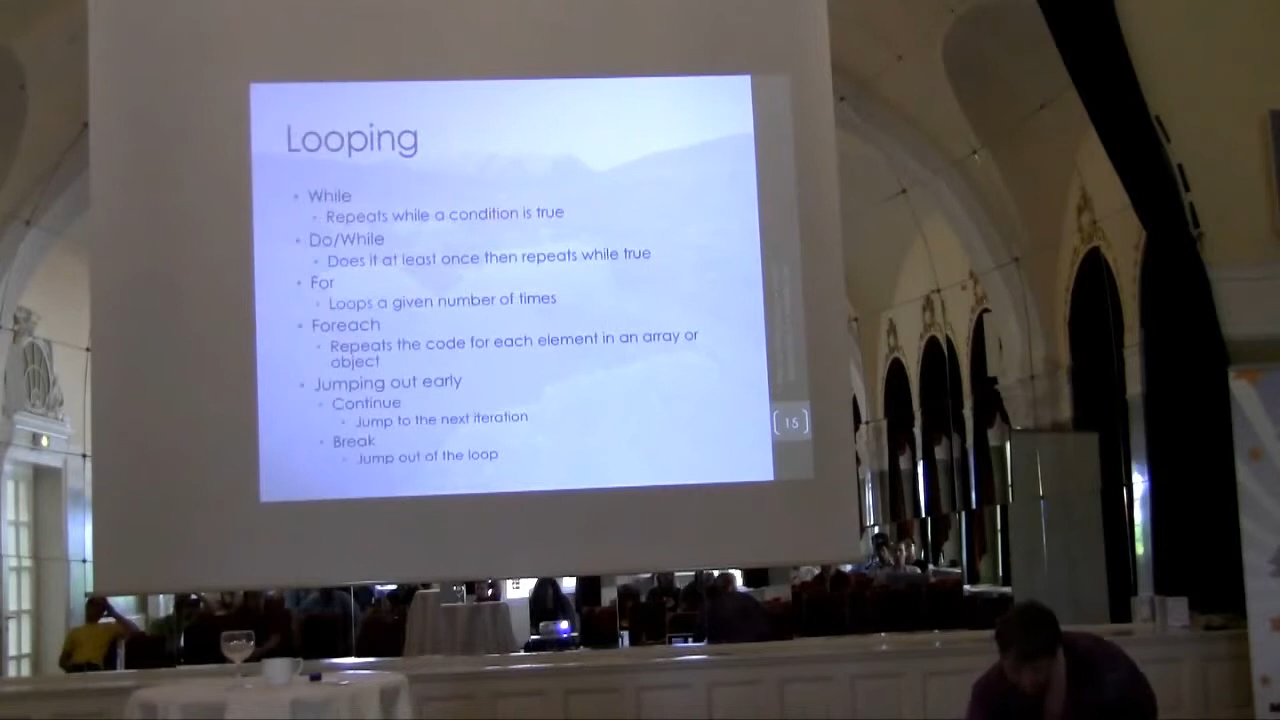 Looping
• While
• Repeats while a condition is true
• Do/While
• Does it at least once then repeats while true
• For
• Loops a given number of times
• Foreach
• Repeats the code for each element in an array or
object
• Jumping out early
• Continue
• Jump to the next iteration
• Break
• Jump out of the loop
[15]